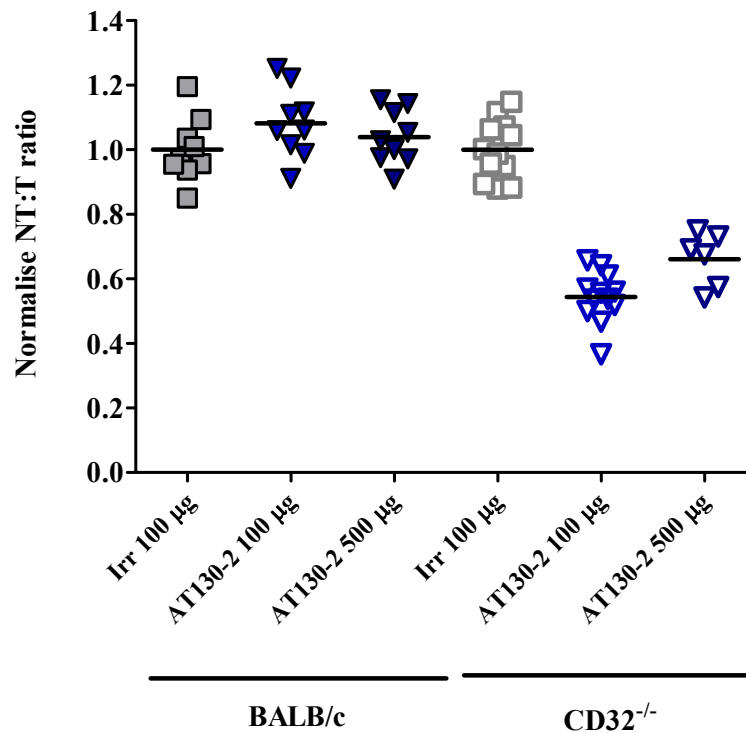 Normalise NT:T ratio
1.4
1.2
1.0
0.8
0.6
0.4
0.2
0.0
Irr 100 µg
AT130-2 100 µg
AT130-2 500 µg
Irr 100 µg
AT130-2 100 µg
AT130-2 500 µg
BALB/c
CD32-/-